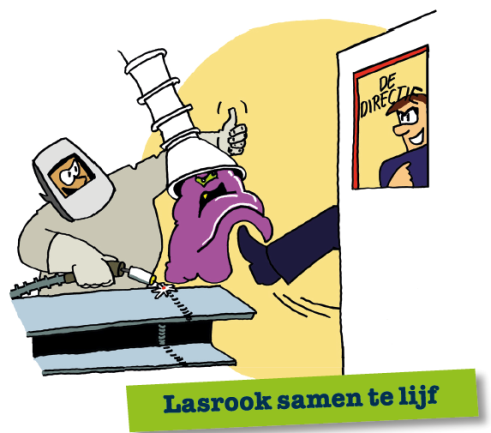 DE
DIRECTIE
Lasrook samen te lijf